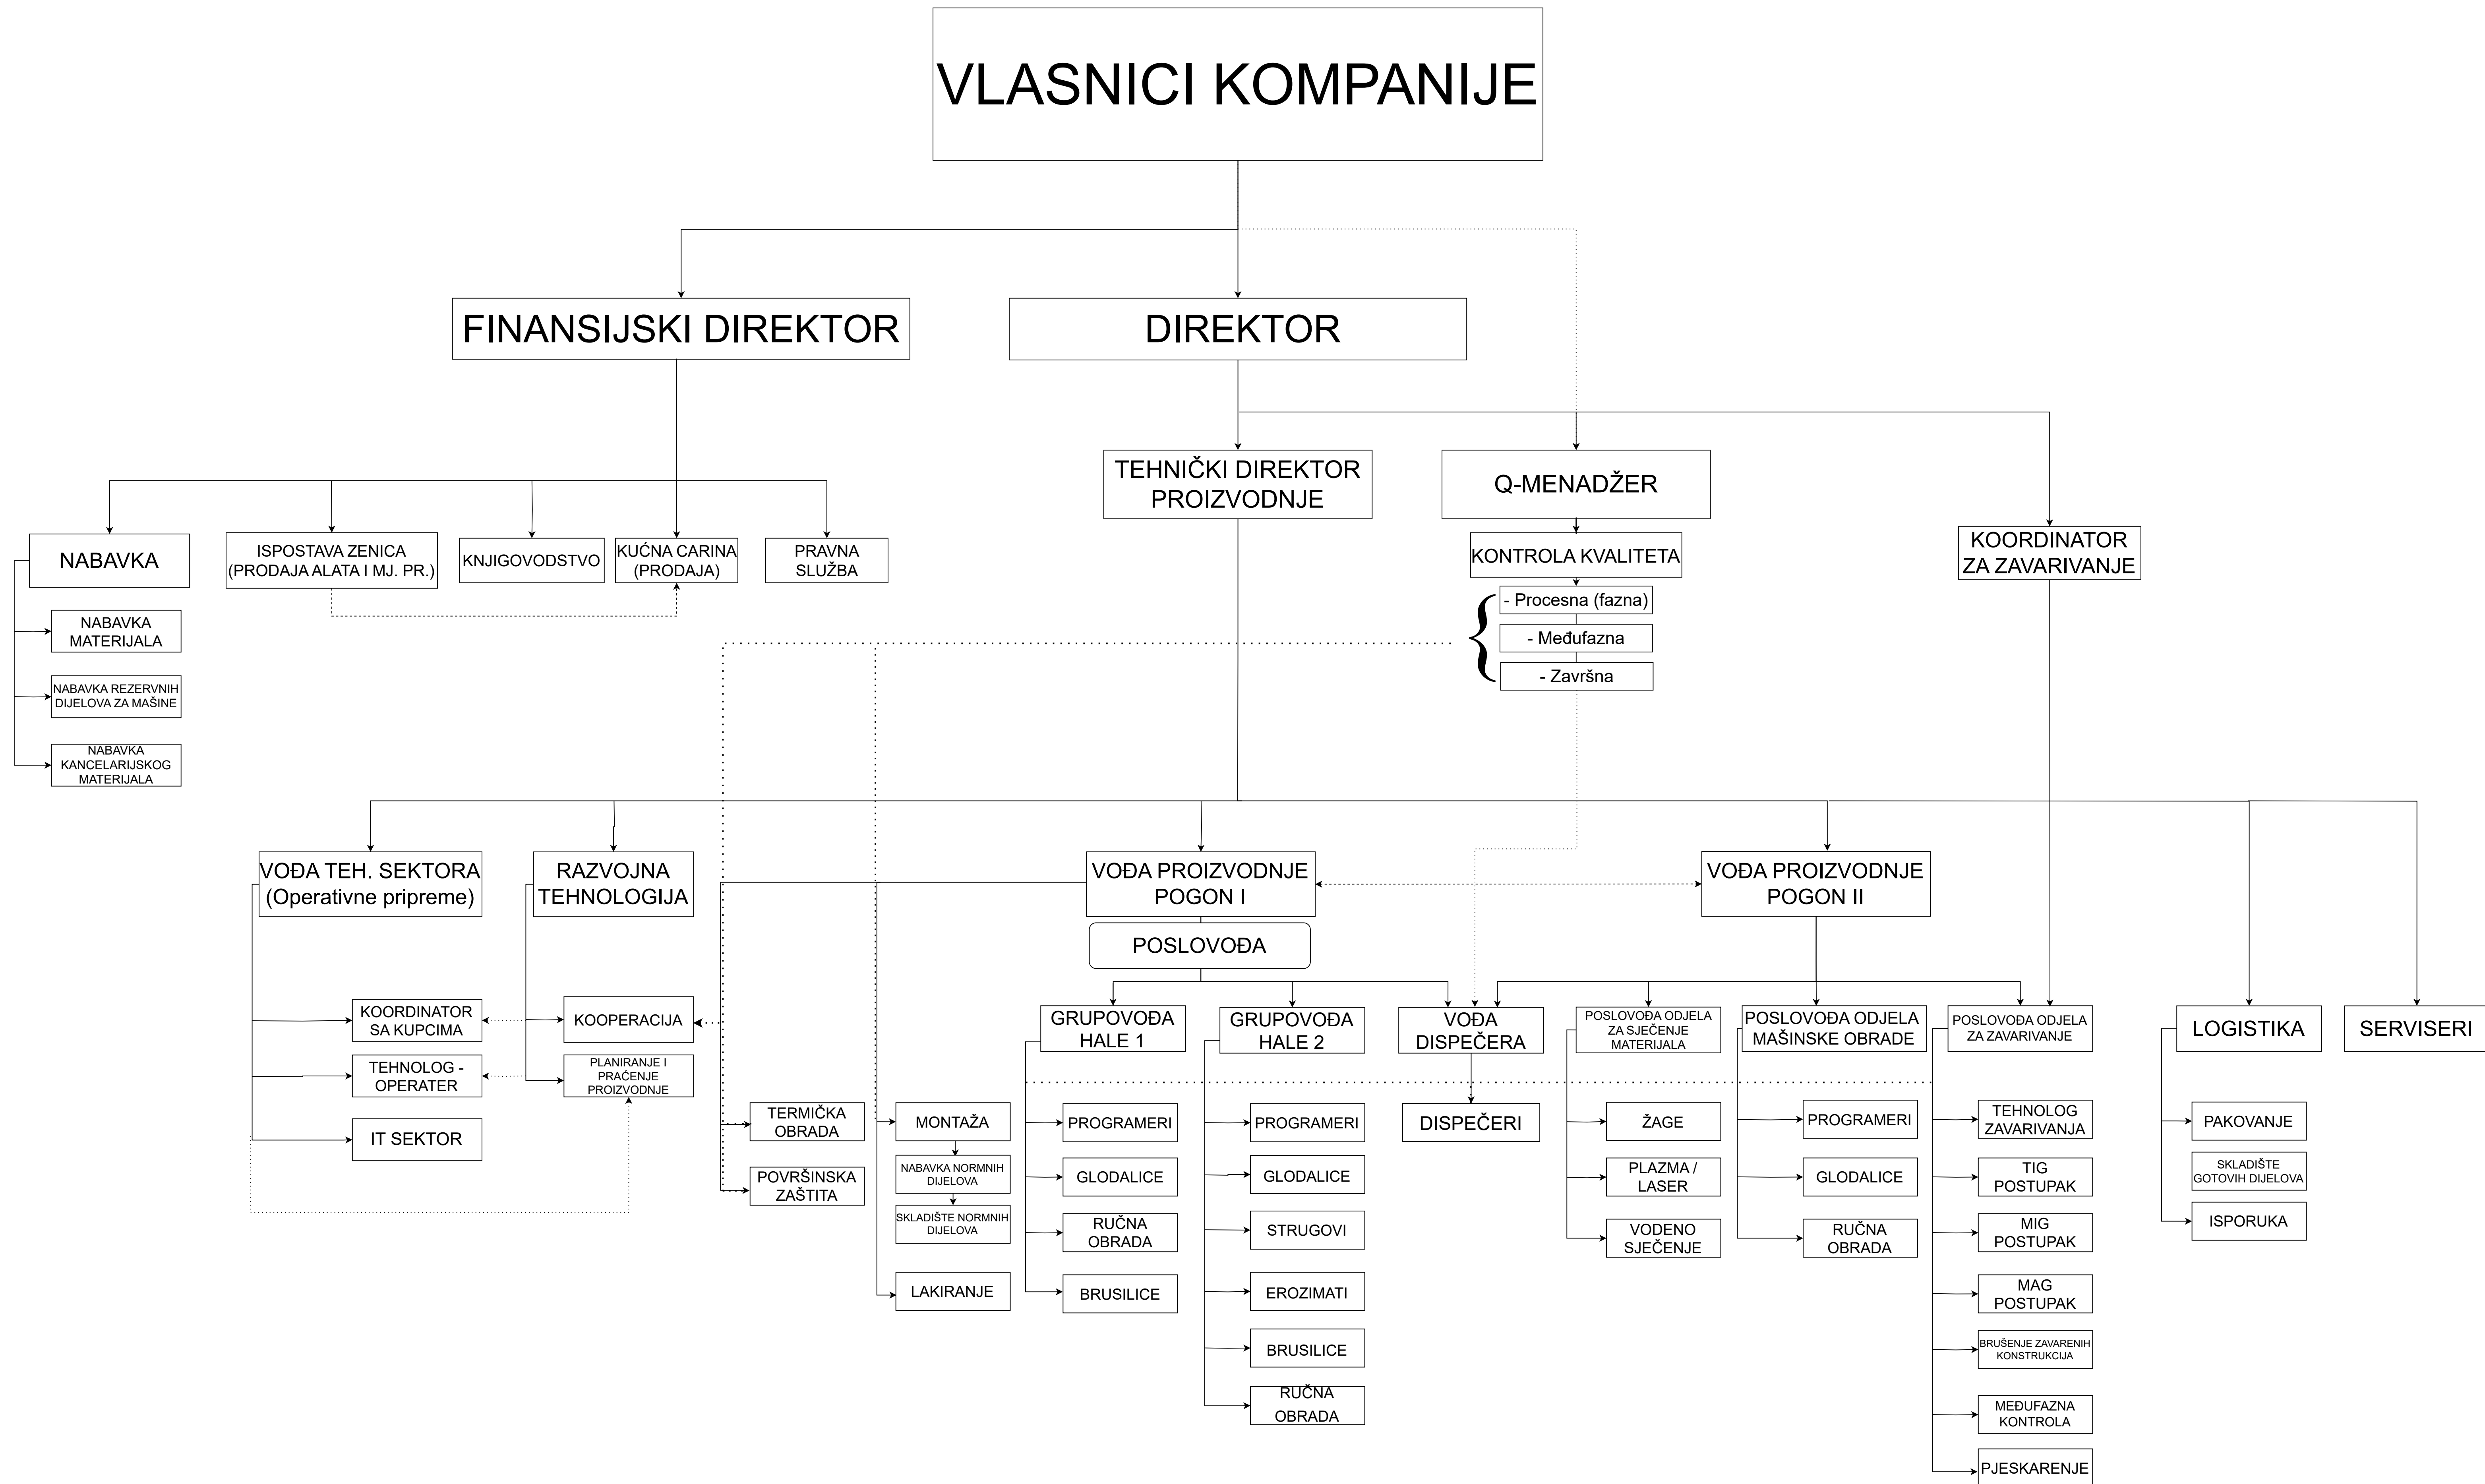 VLASNICI KOMPANIJE
FINANSIJSKI DIREKTOR
DIREKTOR
TEHNIČKI DIREKTOR
PROIZVODNJE
Q-MENADŽER
KOORDINATOR
ZA ZAVARIVANJE
NABAVKA
ISPOSTAVA ZENICA
(PRODAJA ALATA I MJ. PR.)
KNJIGOVODSTVO
KUĆNA CARINA
(PRODAJA)
PRAVNA
SLUŽBA
KONTROLA KVALITETA
- Procesna (fazna)
- Međufazna
- Završna
{
NABAVKA
MATERIJALA
NABAVKA REZERVNIH
DIJELOVA ZA MAŠINE
NABAVKA
KANCELARIJSKOG
MATERIJALA
VOĐA TEH. SEKTORA
(Operativne pripreme)
RAZVOJNA
TEHNOLOGIJA
VOĐA PROIZVODNJE
POGON I
VOĐA PROIZVODNJE
POGON II
POSLOVOĐA
KOORDINATOR
SA KUPCIMA
TEHNOLOG -
OPERATER
IT SEKTOR
KOOPERACIJA
PLANIRANJE I
PRAĆENJE
PROIZVODNJE
GRUPOVOĐA
HALE 1
GRUPOVOĐA
HALE 2
VOĐA
DISPEČERA
POSLOVOĐA ODJELA
ZA SJEČENJE
MATERIJALA
POSLOVOĐA ODJELA
MAŠINSKE OBRADE
POSLOVOĐA ODJELA
ZA ZAVARIVANJE
LOGISTIKA
SERVISERI
TERMIČKA
OBRADA
POVRŠINSKA
ZAŠTITA
MONTAŽA
NABAVKA NORMNIH
DIJELOVA
SKLADIŠTE NORMNIH
DIJELOVA
LAKIRANJE
PROGRAMERI
GLODALICE
RUČNA
OBRADA
BRUSILICE
PROGRAMERI
GLODALICE
STRUGOVI
EROZIMATI
BRUSILICE
RUČNA
OBRADA
DISPEČERI
ŽAGE
PLAZMA /
LASER
VODENO
SJEČENJE
PROGRAMERI
GLODALICE
RUČNA
OBRADA
TEHNOLOG
ZAVARIVANJA
TIG
POSTUPAK
MIG
POSTUPAK
MAG
POSTUPAK
BRUŠENJE ZAVARENIH
KONSTRUKCIJA
MEĐUFAZNA
KONTROLA
PJESKARENJE
PAKOVANJE
SKLADIŠTE
GOTOVIH DIJELOVA
ISPORUKA